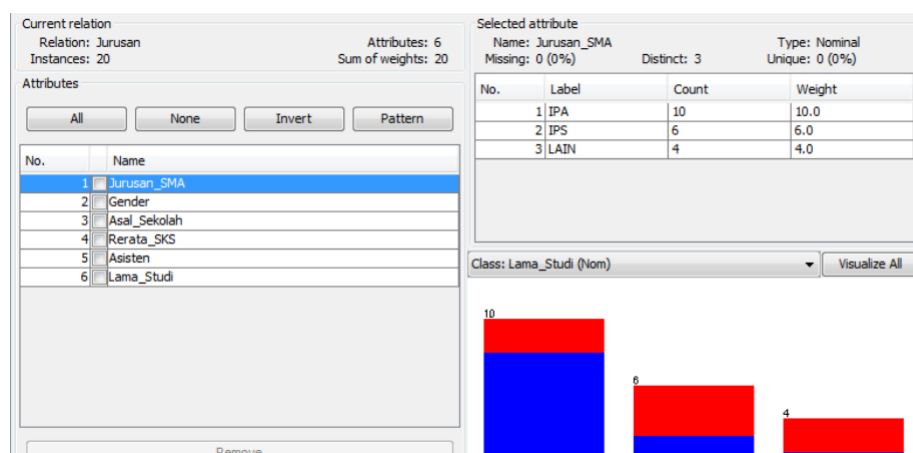 Current relation
Relation: Jurusan Attributes: 6
Instances: 20 Sum of weights: 20
Attributes
All None Invert Pattern
No. Name
1 Jurusan_SMA
2 Gender
3 Asal_Sekolah
4 Rerata_SKS
5 Asisten
6 Lama_Studi
Remove
Selected attribute
Name: Jurusan_SMA Type: Nominal
Missing: 0 (0%) Distinct: 3 Unique: 0 (0%)
No. Label Count Weight
1 IPA 10 10.0
2 IPS 6 6.0
3 LAIN 4 4.0
Class: Lama_Studi (Nom) Visualize All
10
6
4